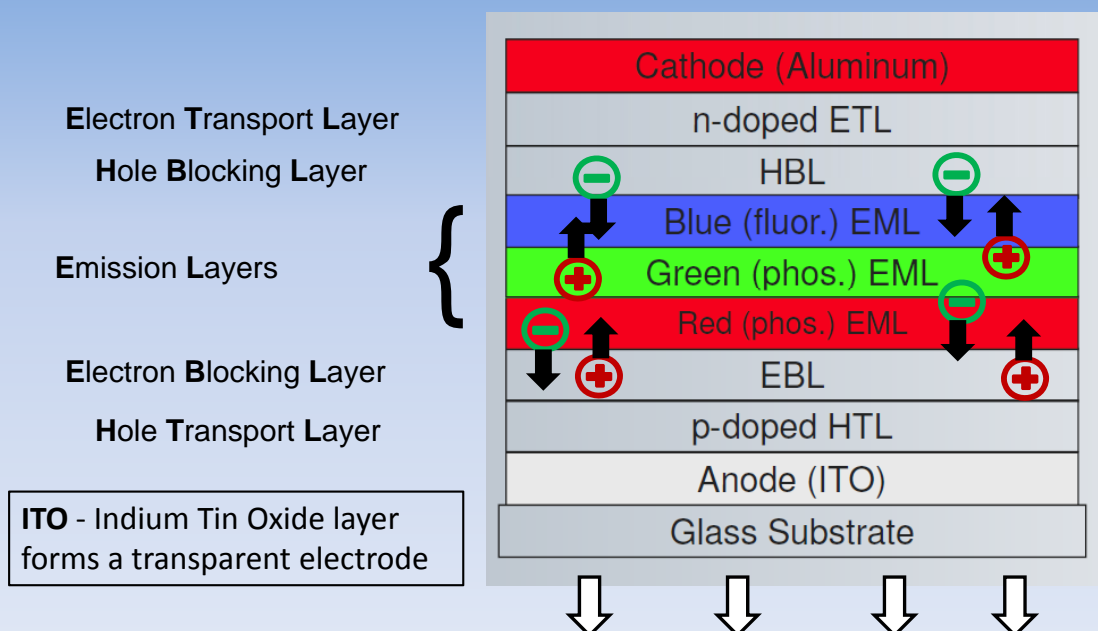 Cathode (Aluminum)
Electron Transport Layer
n-doped ETL
Hole Blocking Layer
HBL
Blue (fluor.) EML
Emission Layers
Green (phos.) EML
Red (phos.) EML
Electron Blocking Layer
EBL
Hole Transport Layer
p-doped HTL
Anode (ITO)
ITO - Indium Tin Oxide layer
forms a transparent electrode
Glass Substrate